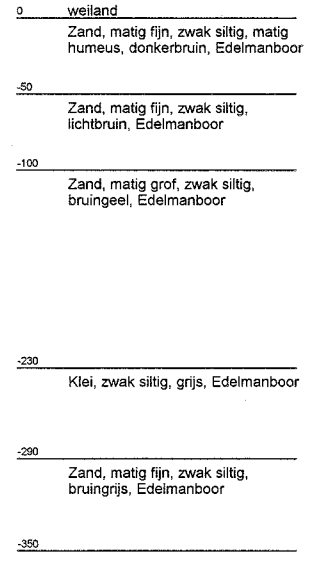 0 weiland
Zand, matig fijn, zwak siltig, matig
humeus, donkerbruin, Edelmanboor
-50
Zand, matig fijn, zwak siltig,
lichtbruin, Edelmanboor
-100
Zand, matig grof, zwak siltig,
bruingeel, Edelmanboor
-230
Klei, zwak siltig, grijs, Edelmanboor
-290
Zand, matig fijn, zwak siltig,
bruingrijs, Edelmanboor
-350